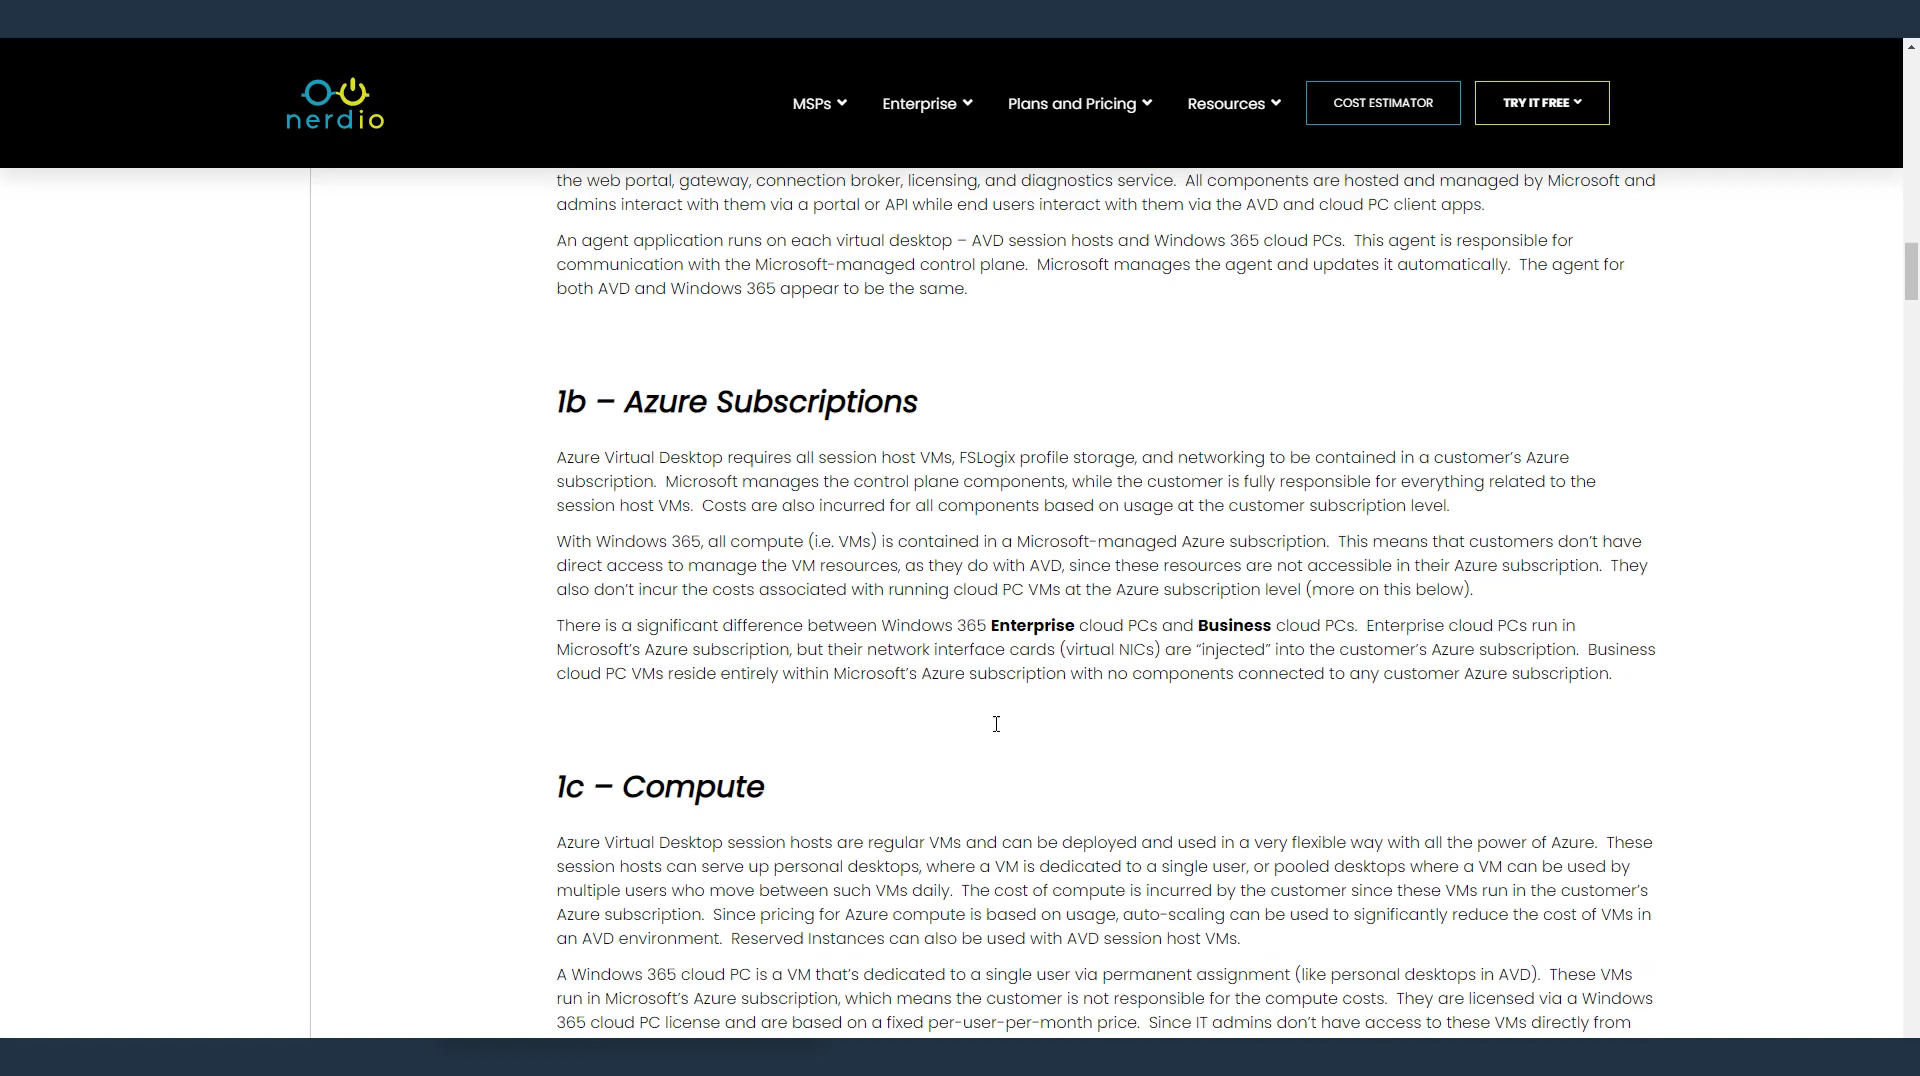 nerdio
MSPs
Enterprise
Plans and Pricing
Resources
COST ESTIMATOR
TRY IT FREE
the web portal, gateway, connection broker, licensing, and diagnostics service.  All components are hosted and managed by Microsoft and
admins interact with them via a portal or API while end users interact with them via the AVD and cloud PC client apps.
An agent application runs on each virtual desktop – AVD session hosts and Windows 365 cloud PCs.  This agent is responsible for
communication with the Microsoft-managed control plane.  Microsoft manages the agent and updates it automatically.  The agent for
both AVD and Windows 365 appear to be the same.
1b – Azure Subscriptions
Azure Virtual Desktop requires all session host VMs, FSLogix profile storage, and networking to be contained in a customer’s Azure
subscription.  Microsoft manages the control plane components, while the customer is fully responsible for everything related to the
session host VMs.  Costs are also incurred for all components based on usage at the customer subscription level.
With Windows 365, all compute (i.e. VMs) is contained in a Microsoft-managed Azure subscription.  This means that customers don’t have
direct access to manage the VM resources, as they do with AVD, since these resources are not accessible in their Azure subscription.  They
also don’t incur the costs associated with running cloud PC VMs at the Azure subscription level (more on this below).
There is a significant difference between Windows 365 Enterprise cloud PCs and Business cloud PCs.  Enterprise cloud PCs run in
Microsoft’s Azure subscription, but their network interface cards (virtual NICs) are “injected” into the customer’s Azure subscription.  Business
cloud PC VMs reside entirely within Microsoft’s Azure subscription with no components connected to any customer Azure subscription.
1c – Compute
Azure Virtual Desktop session hosts are regular VMs and can be deployed and used in a very flexible way with all the power of Azure.  These
session hosts can serve up personal desktops, where a VM is dedicated to a single user, or pooled desktops where a VM can be used by
multiple users who move between such VMs daily.  The cost of compute is incurred by the customer since these VMs run in the customer’s
Azure subscription.  Since pricing for Azure compute is based on usage, auto-scaling can be used to significantly reduce the cost of VMs in
an AVD environment.  Reserved Instances can also be used with AVD session host VMs.
A Windows 365 cloud PC is a VM that’s dedicated to a single user via permanent assignment (like personal desktops in AVD).  These VMs
run in Microsoft’s Azure subscription, which means the customer is not responsible for the compute costs.  They are licensed via a Windows
365 cloud PC license and are based on a fixed per-user-per-month price.  Since IT admins don’t have access to these VMs directly from